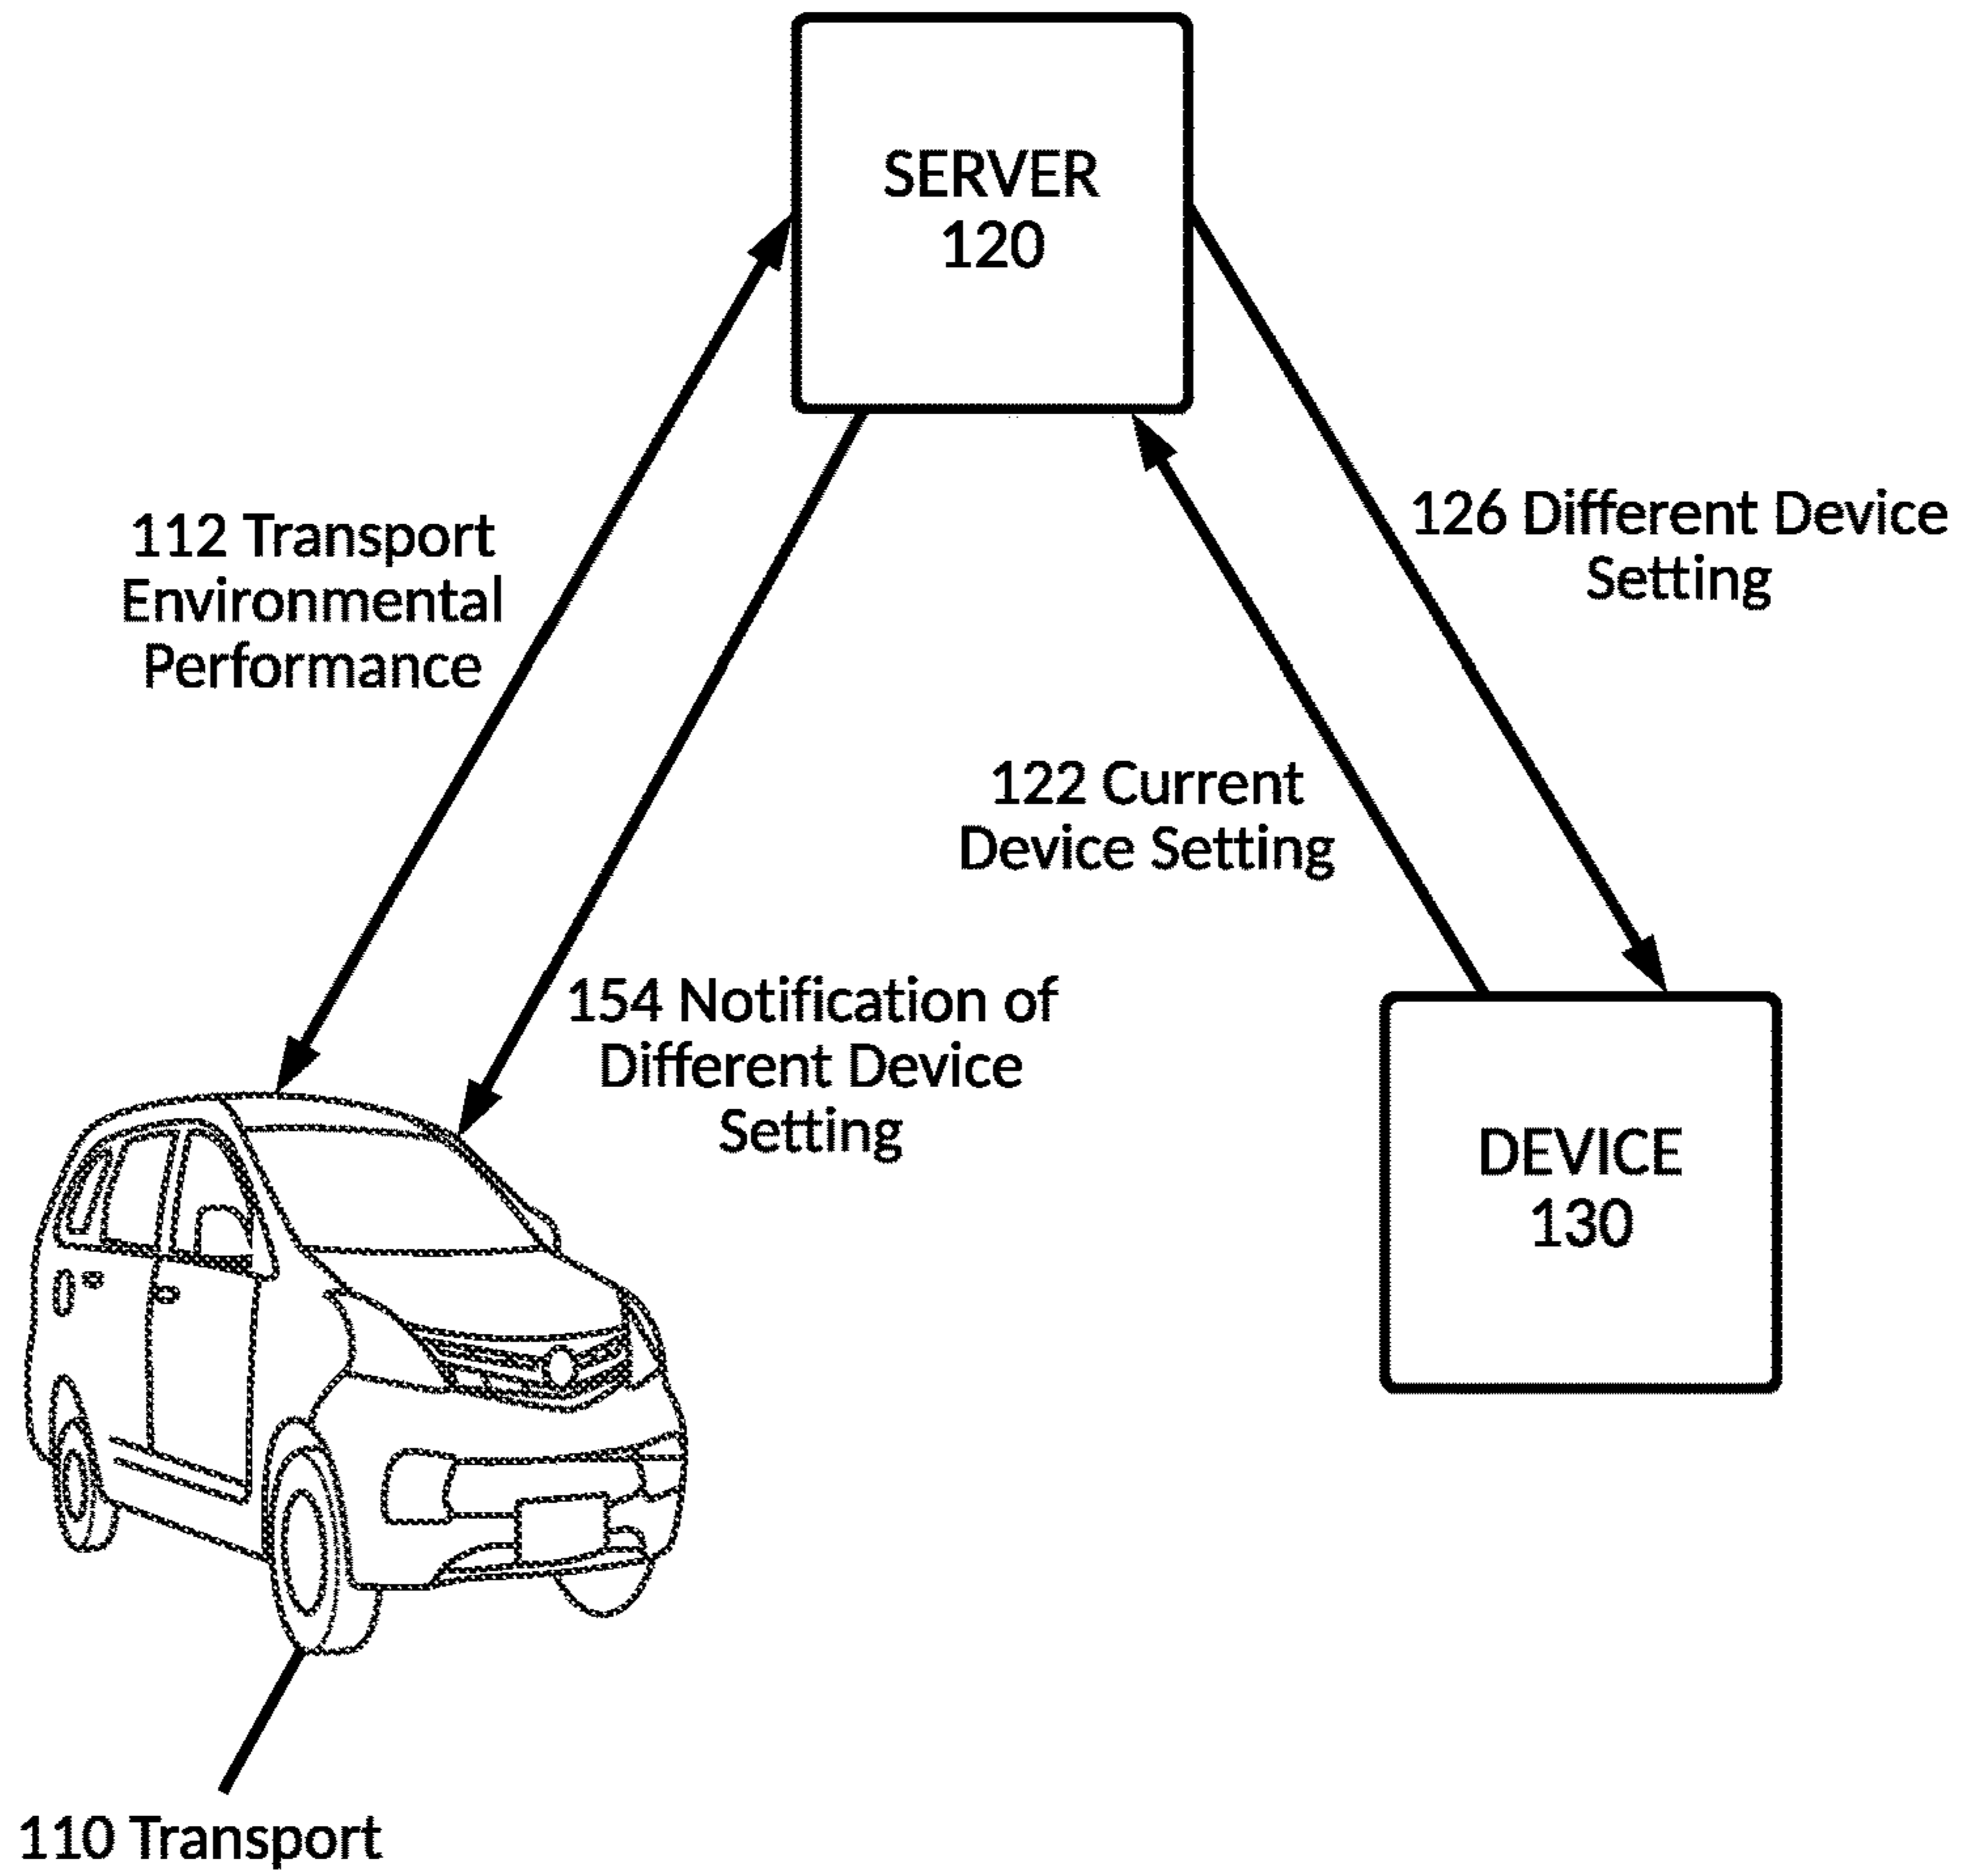 SERVER
120
112 Transport
Environmental
Performance
126 Different Device
Setting
122 Current
Device Setting
154 Notification of
Different Device
Setting
DEVICE
130
110 Transport